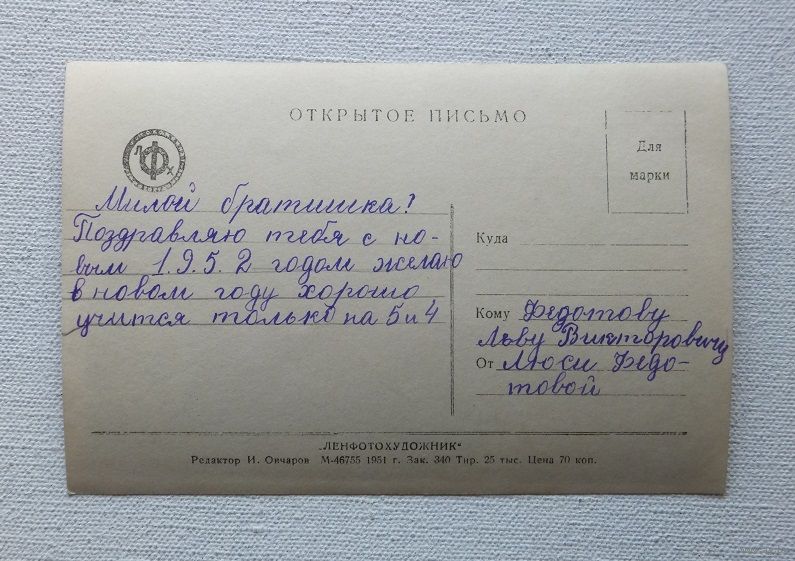 ОТКРЫТОЕ ПИСЬМО
ЛФХ
Для
марки
Милой братишка!
Поздравляю тебя с но-
вым 1.9.5.2 годом желаю
в новом году хорошо
учится только на 5 и 4
Куда
Кому Федотову
Льву Викторовичу
От Люси Федо-
товой
„ЛЕНФОТОХУДОЖНИК“
Редактор И. Овчаров М-46755 1951 г. Зак. 340 Тир. 25 тыс. Цена 70 коп.